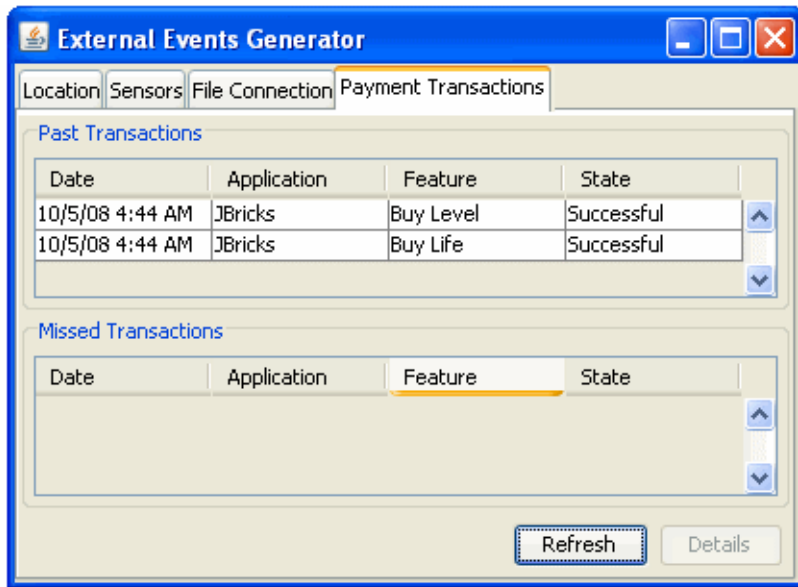 External Events Generator
Location Sensors File Connection Payment Transactions
Past Transactions
Date Application Feature State
10/5/08 4:44 AM JBricks Buy Level Successful
10/5/08 4:44 AM JBricks Buy Life Successful
Missed Transactions
Date Application Feature State
Refresh Details